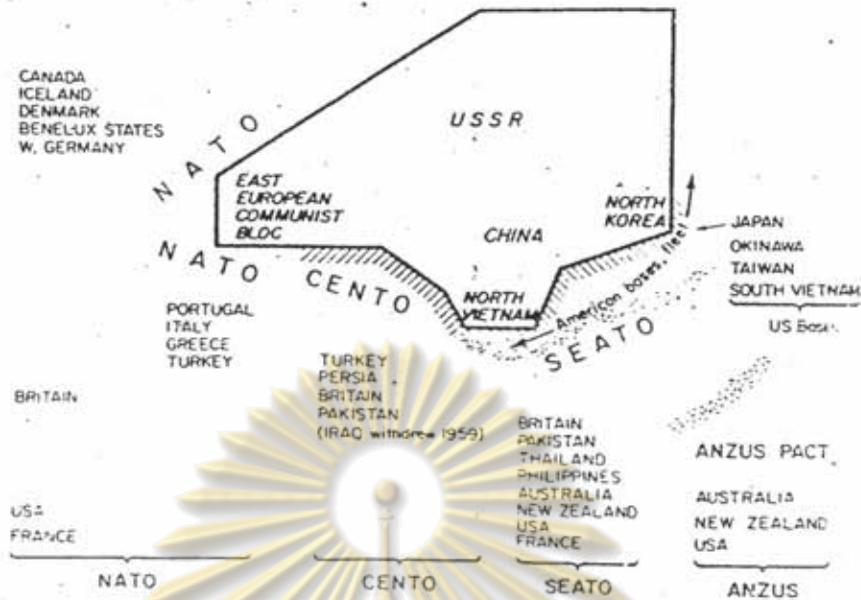 CANADA
ICELAND
DENMARK
BENELUX STATES
W. GERMANY
NATO
USSR
EAST
EUROPEAN
COMMUNIST
BLOC
NORTH
KOREA
CHINA
JAPAN
OKINAWA
TAIWAN
SOUTH VIETNAM
US Bases
NATO
CENTO
NORTH
VIETNAM
American bases, fleet
SEATO
PORTUGAL
ITALY
GREECE
TURKEY
BRITAIN
USA
FRANCE
NATO
TURKEY
PERSIA
BRITAIN
PAKISTAN
(IRAQ withdrew 1959)
CENTO
BRITAIN
PAKISTAN
THAILAND
PHILIPPINES
AUSTRALIA
NEW ZEALAND
USA
FRANCE
SEATO
ANZUS PACT
AUSTRALIA
NEW ZEALAND
USA
ANZUS